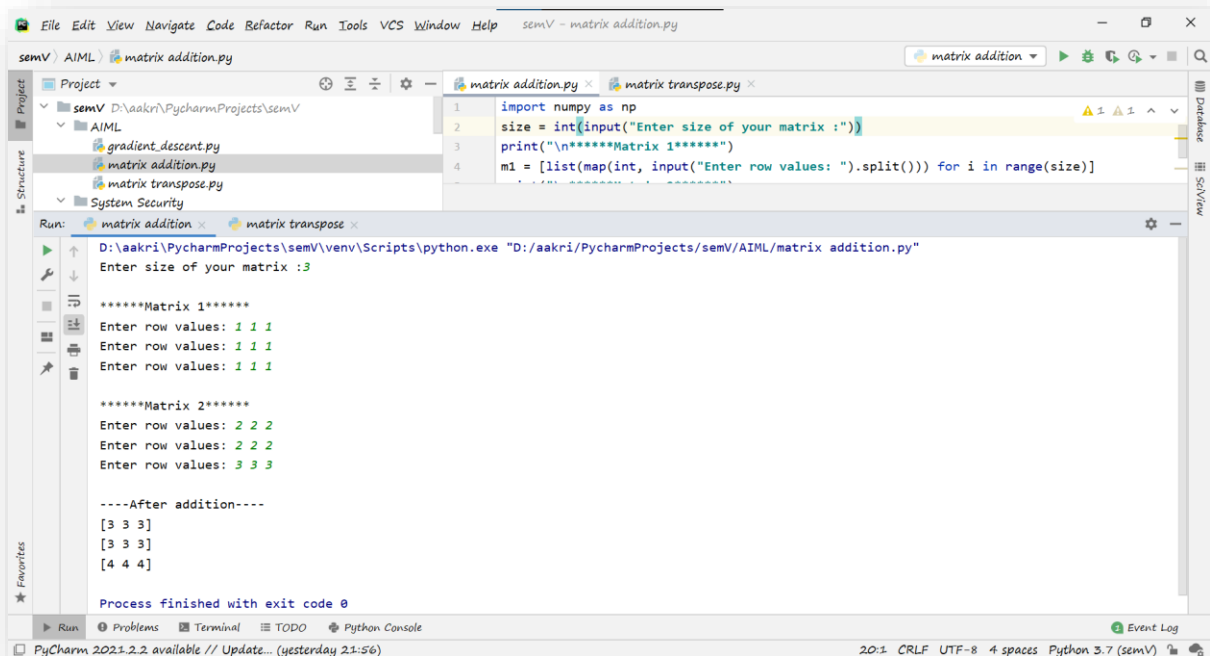 File Edit View Navigate Code Refactor Run Tools VCS Window Help semV - matrix addition.py
semV AIML matrix addition.py matrix addition
Project
Project
matrix addition.py matrix transpose.py
semV D:\aakri\PycharmProjects\semV
AIML
gradient_descent.py
matrix addition.py
matrix transpose.py
System Security
1 import numpy as np
2 size = int(input("Enter size of your matrix :"))
3 print("\n******Matrix 1******")
4 m1 = [list(map(int, input("Enter row values: ").split())) for i in range(size)]
1 1
Database
SciView
Structure
Run: matrix addition matrix transpose
D:\aakri\PycharmProjects\semV\venv\Scripts\python.exe "D:/aakri/PycharmProjects/semV/AIML/matrix addition.py"
Enter size of your matrix :3
******Matrix 1******
Enter row values: 1 1 1
Enter row values: 1 1 1
Enter row values: 1 1 1
******Matrix 2******
Enter row values: 2 2 2
Enter row values: 2 2 2
Enter row values: 3 3 3
----After addition----
[3 3 3]
[3 3 3]
[4 4 4]
Process finished with exit code 0
Favorites
Run Problems Terminal TODO Python Console 1 Event Log
PyCharm 2021.2.2 available // Update... (yesterday 21:56) 20:1 CRLF UTF-8 4 spaces Python 3.7 (semV)